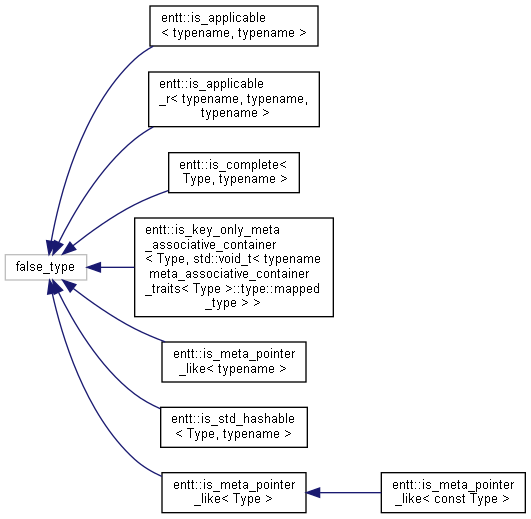 entt::is_applicable
< typename, typename >
entt::is_applicable
_r< typename, typename,
typename >
entt::is_complete<
Type, typename >
entt::is_key_only_meta
_associative_container
< Type, std::void_t< typename
meta_associative_container
_traits< Type >::type::mapped
_type > >
false_type
entt::is_meta_pointer
_like< typename >
entt::is_std_hashable
< Type, typename >
entt::is_meta_pointer
_like< Type >
entt::is_meta_pointer
_like< const Type >